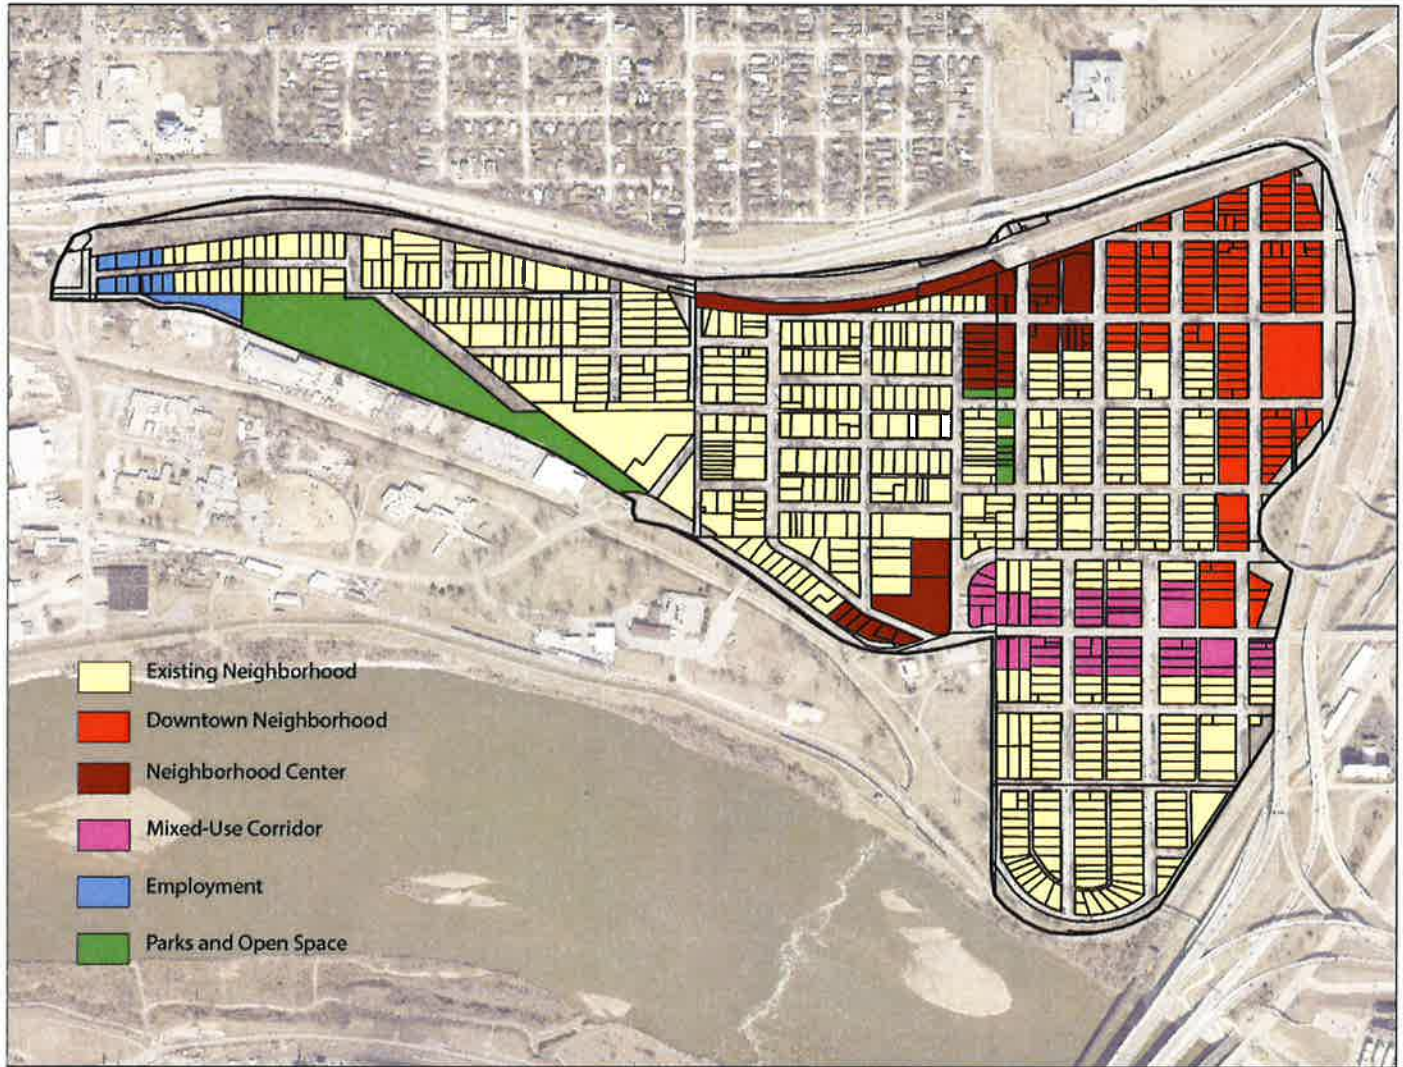 Existing Neighborhood
Downtown Neighborhood
Neighborhood Center
Mixed-Use Corridor
Employment
Parks and Open Space